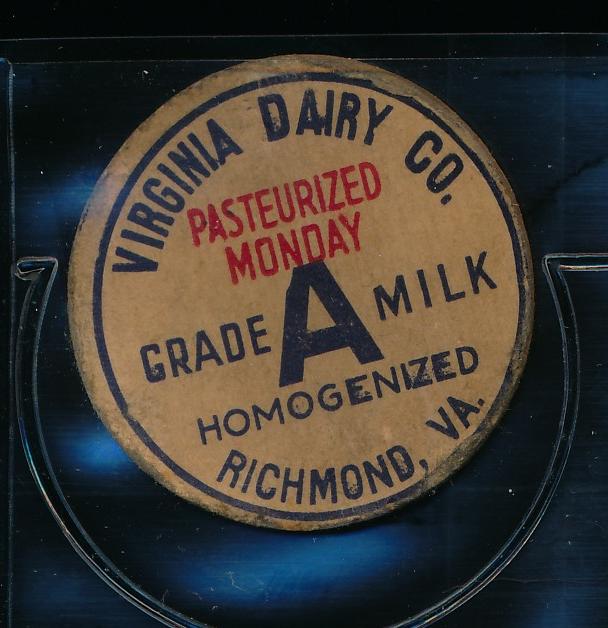 VIRGINIA DAIRY CO.
PASTEURIZED
MONDAY
GRADE A MILK
HOMOGENIZED
RICHMOND, VA.